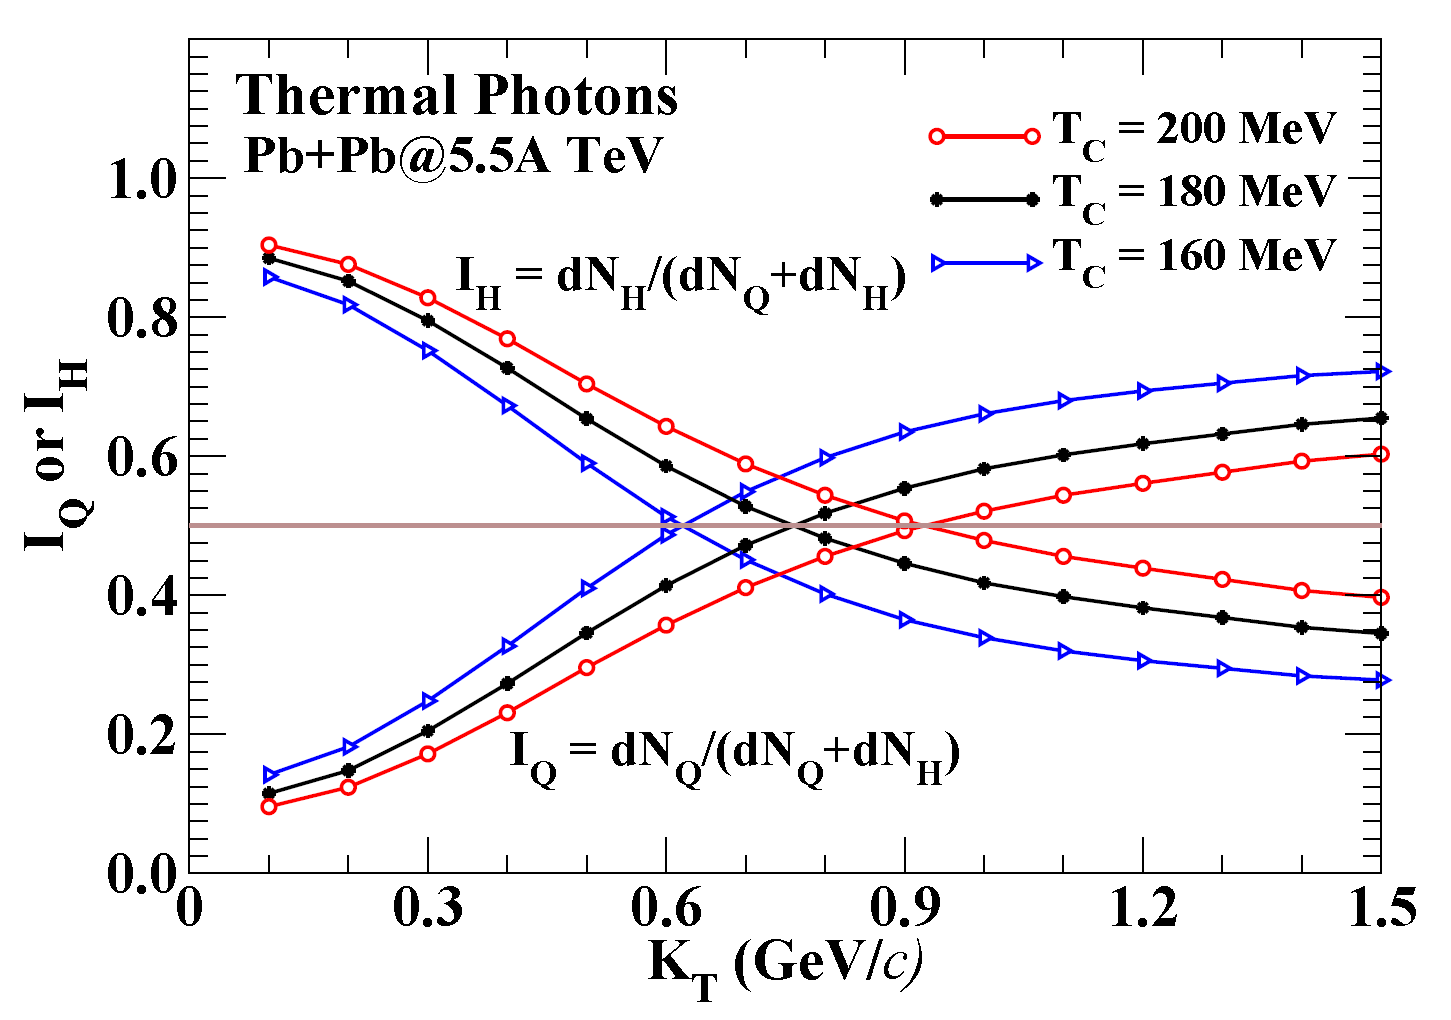 Thermal Photons
Pb+Pb@5.5A TeV
T_C = 200 MeV
T_C = 180 MeV
T_C = 160 MeV
I_H = dN_H/(dN_Q+dN_H)
I_Q = dN_Q/(dN_Q+dN_H)
I_Q or I_H
1.0
0.8
0.6
0.4
0.2
0.0
0 0.3 0.6 0.9 1.2 1.5
K_T (GeV/c)